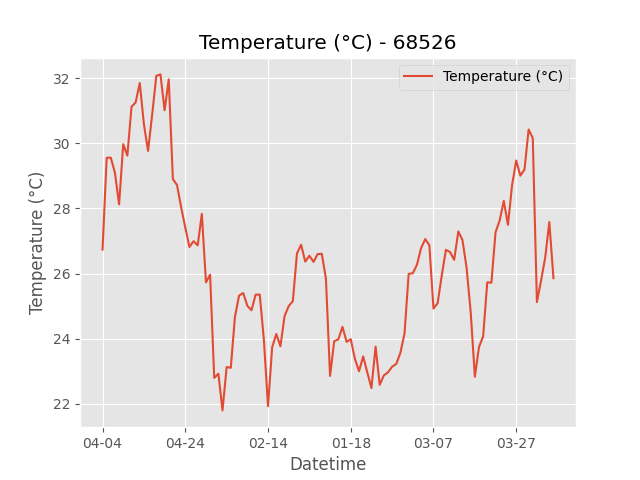 Temperature (°C) - 68526
Temperature (°C)
32
30
28
26
24
22
Temperature (°C)
04-04 04-24 02-14 01-18 03-07 03-27
Datetime